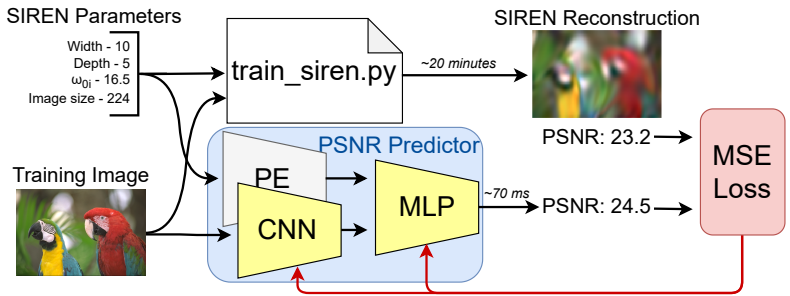 SIREN Parameters
Width - 10
Depth - 5
ω0i - 16.5
Image size - 224
train_siren.py
~20 minutes
SIREN Reconstruction
PSNR: 23.2
PSNR Predictor
PE
CNN
MLP
~70 ms
PSNR: 24.5
MSE
Loss
Training Image